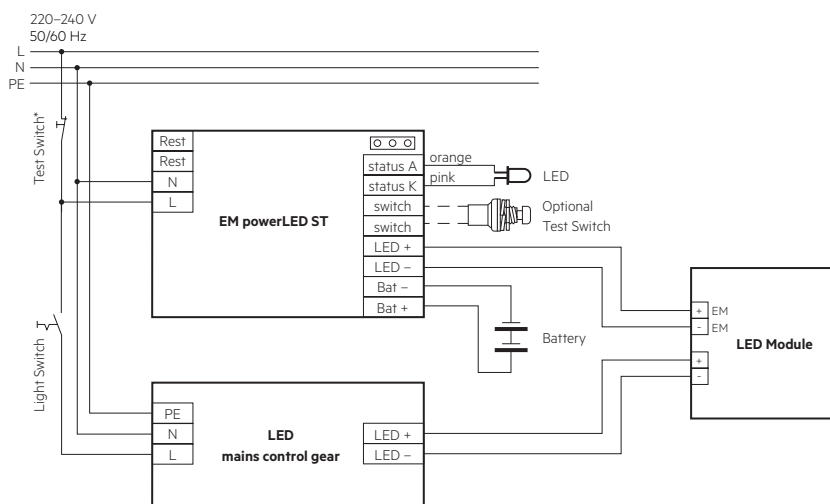 220–240 V
50/60 Hz
L
N
PE
Test Switch*
Rest
Rest
N
L
EM powerLED ST
status A
status K
switch
switch
LED +
LED –
Bat –
Bat +
orange
pink
LED
Optional
Test Switch
Battery
+ EM
- EM
+
-
LED Module
Light Switch
PE
N
L
LED
mains control gear
LED +
LED –